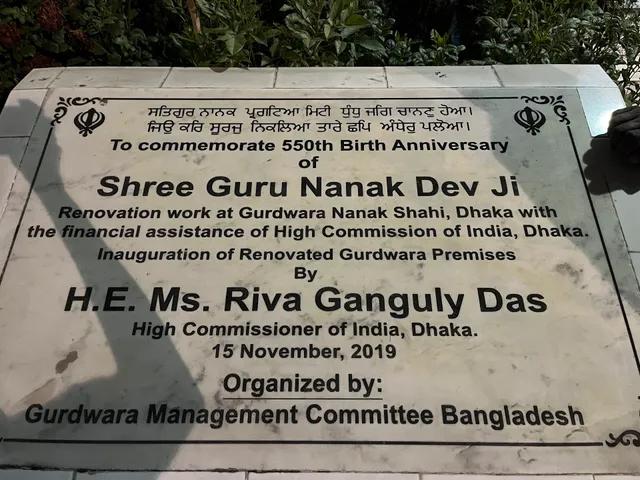 ਸਤਿਗੁਰ ਨਾਨਕ ਪ੍ਰਗਟਿਆ ਮਿਟੀ ਧੁੰਧੁ ਜਗਿ ਚਾਨਣੁ ਹੋਆ।
ਜਿਉ ਕਰਿ ਸੂਰਜੁ ਨਿਕਲਿਆ ਤਾਰੇ ਛਪਿ ਅੰਧੇਰੁ ਪਲੋਆ।
To commemorate 550th Birth Anniversary
of
Shree Guru Nanak Dev Ji
Renovation work at Gurdwara Nanak Shahi, Dhaka with
the financial assistance of High Commission of India, Dhaka.
Inauguration of Renovated Gurdwara Premises
By
H.E. Ms. Riva Ganguly Das
High Commissioner of India, Dhaka.
15 November, 2019
Organized by:
Gurdwara Management Committee Bangladesh